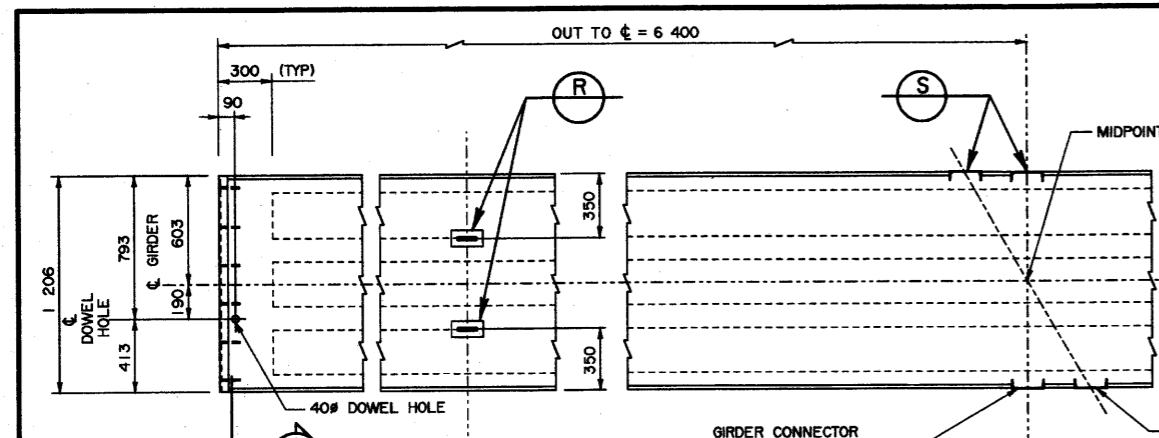 OUT TO ℄ = 6 400
300 (TYP)
90
R
S
MIDPOINT
1 206
℄ DOWEL HOLE
793
413
℄ GIRDER
603
190
350
350
40ø DOWEL HOLE
GIRDER CONNECTOR